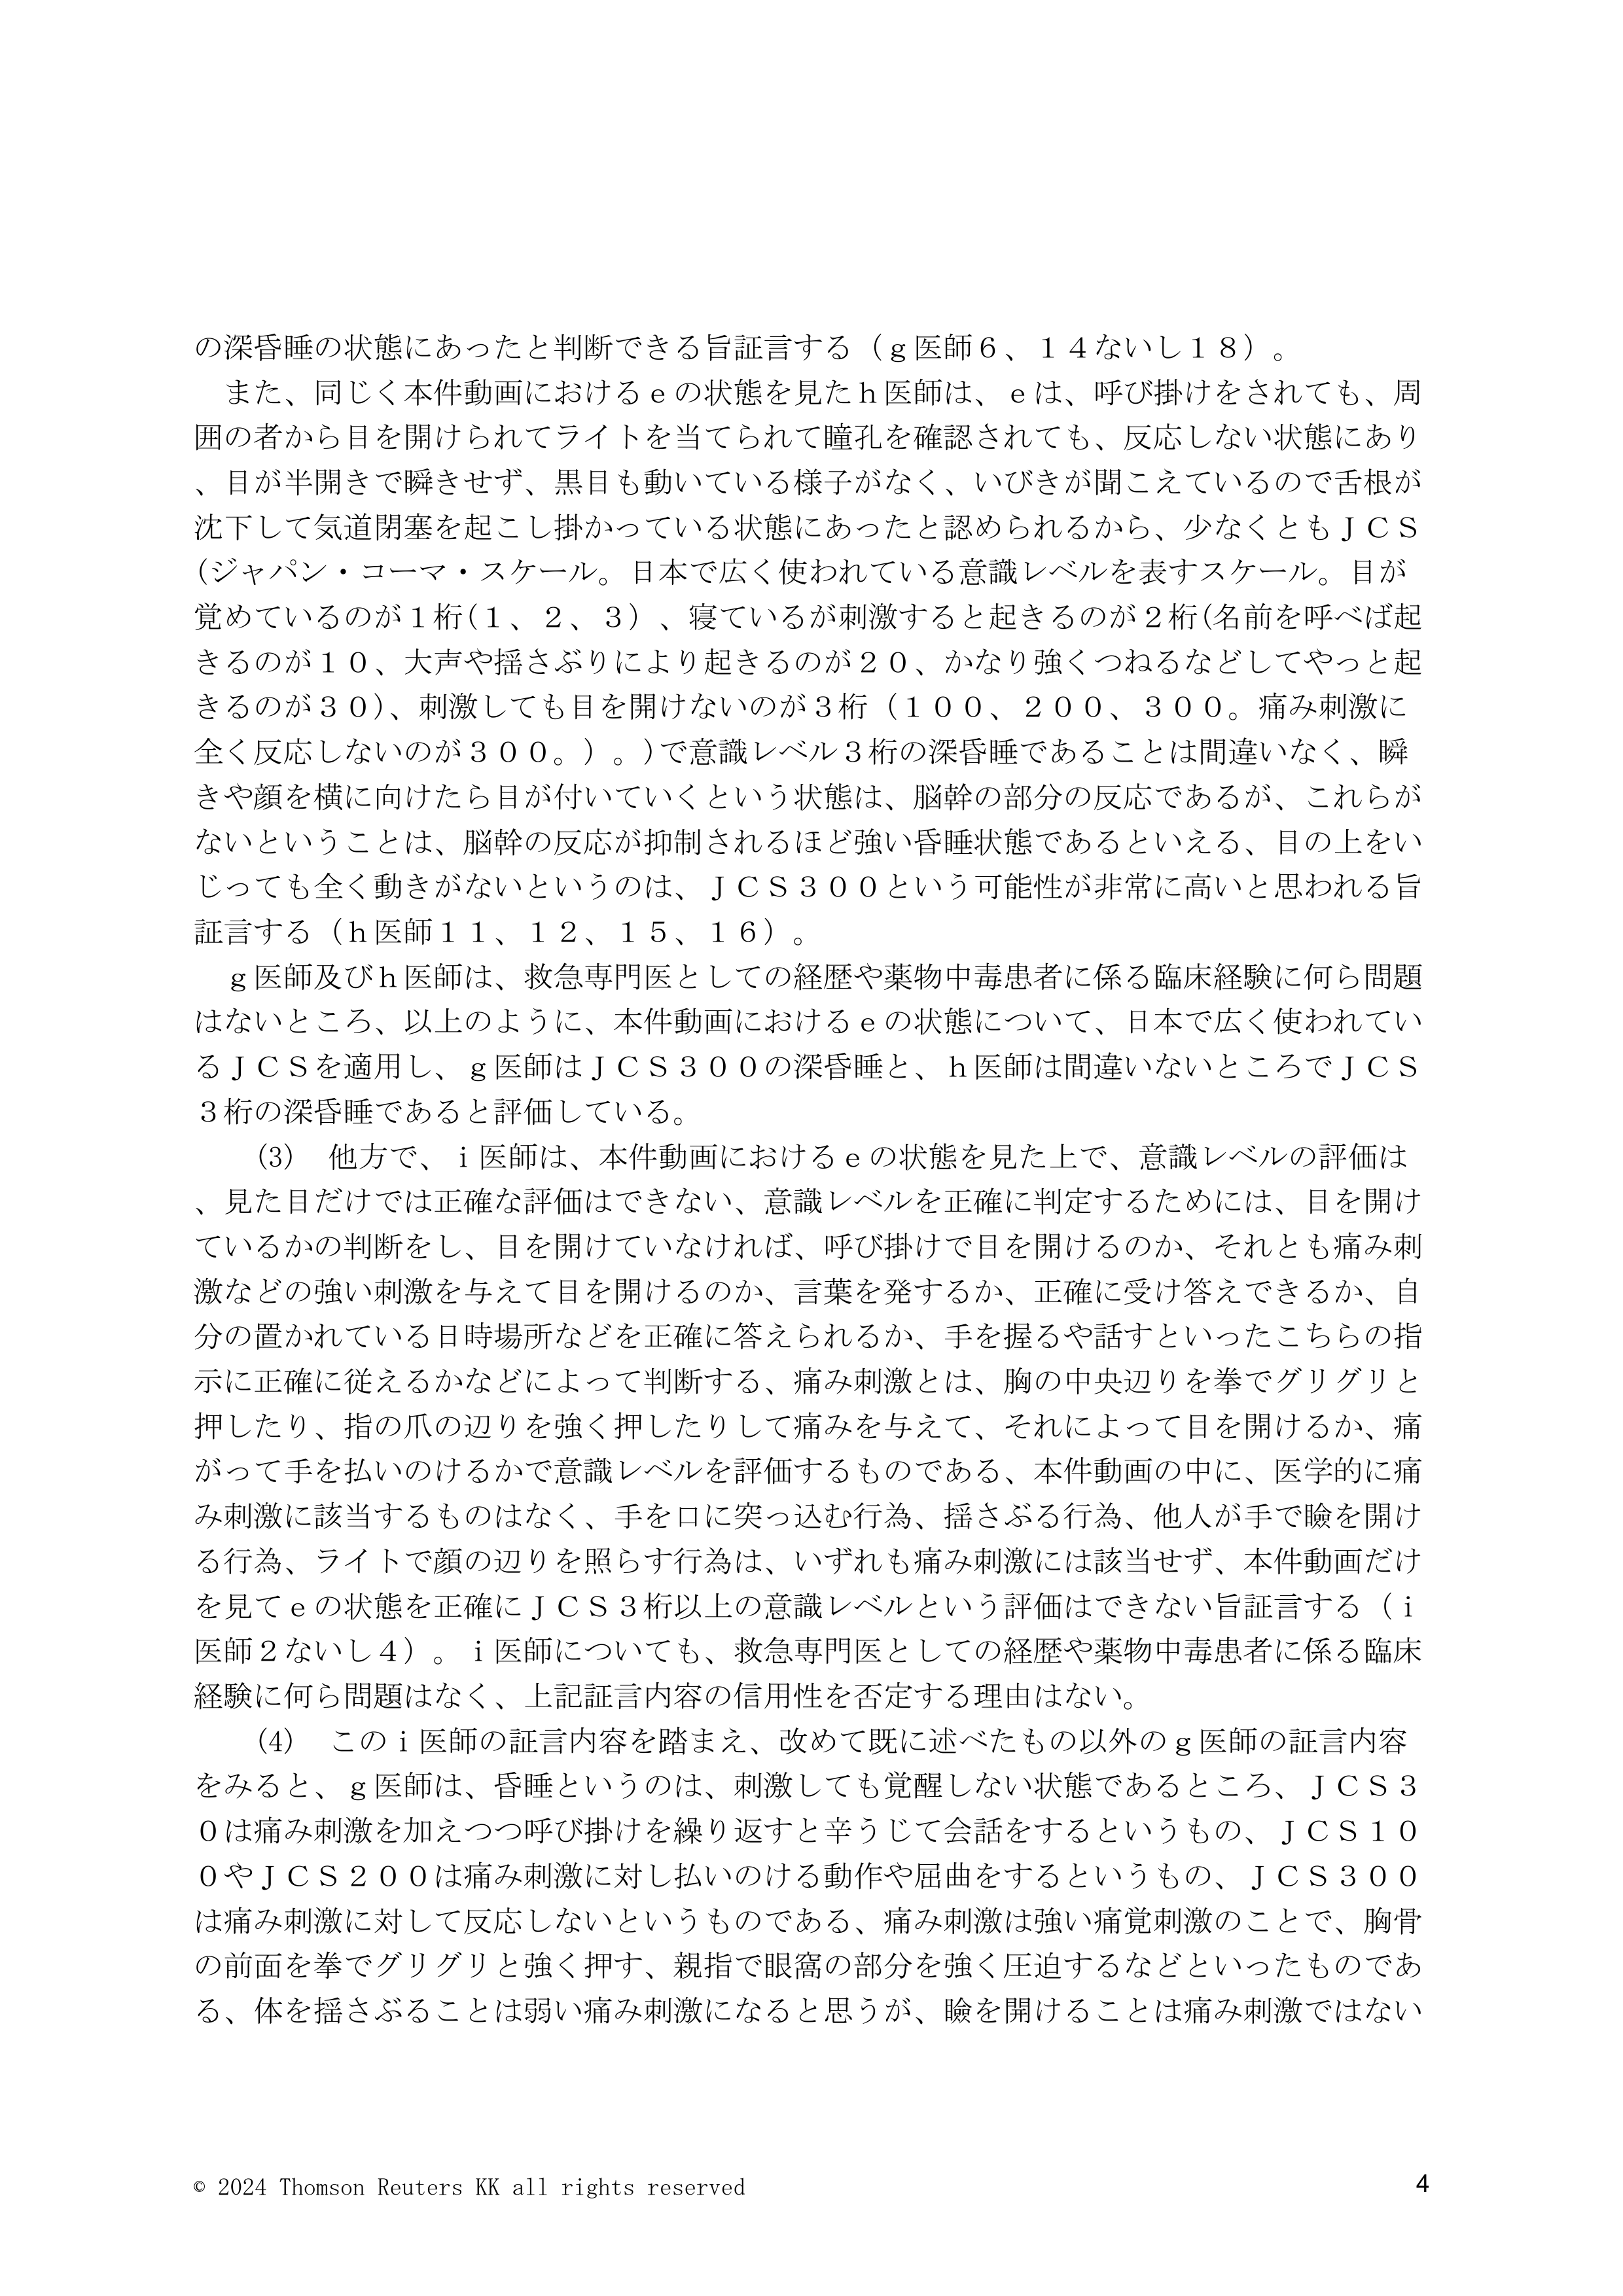 の深昏睡の状態にあったと判断できる旨証言する（ｇ医師６、１４ないし１８）。
　また、同じく本件動画におけるｅの状態を見たｈ医師は、ｅは、呼び掛けをされても、周
囲の者から目を開けられてライトを当てられて瞳孔を確認されても、反応しない状態にあり
、目が半開きで瞬きせず、黒目も動いている様子がなく、いびきが聞こえているので舌根が
沈下して気道閉塞を起こし掛かっている状態にあったと認められるから、少なくともＪＣＳ
(ジャパン・コーマ・スケール。日本で広く使われている意識レベルを表すスケール。目が
覚めているのが１桁(１、２、３）、寝ているが刺激すると起きるのが２桁(名前を呼べば起
きるのが１０、大声や揺さぶりにより起きるのが２０、かなり強くつねるなどしてやっと起
きるのが３０)、刺激しても目を開けないのが３桁（１００、２００、３００。痛み刺激に
全く反応しないのが３００。）。)で意識レベル３桁の深昏睡であることは間違いなく、瞬
きや顔を横に向けたら目が付いていくという状態は、脳幹の部分の反応であるが、これらが
ないということは、脳幹の反応が抑制されるほど強い昏睡状態であるといえる、目の上をい
じっても全く動きがないというのは、ＪＣＳ３００という可能性が非常に高いと思われる旨
証言する（ｈ医師１１、１２、１５、１６）。
　ｇ医師及びｈ医師は、救急専門医としての経歴や薬物中毒患者に係る臨床経験に何ら問題
はないところ、以上のように、本件動画におけるｅの状態について、日本で広く使われてい
るＪＣＳを適用し、ｇ医師はＪＣＳ３００の深昏睡と、ｈ医師は間違いないところでＪＣＳ
３桁の深昏睡であると評価している。
　　(3)　他方で、ｉ医師は、本件動画におけるｅの状態を見た上で、意識レベルの評価は
、見た目だけでは正確な評価はできない、意識レベルを正確に判定するためには、目を開け
ているかの判断をし、目を開けていなければ、呼び掛けで目を開けるのか、それとも痛み刺
激などの強い刺激を与えて目を開けるのか、言葉を発するか、正確に受け答えできるか、自
分の置かれている日時場所などを正確に答えられるか、手を握るや話すといったこちらの指
示に正確に従えるかなどによって判断する、痛み刺激とは、胸の中央辺りを拳でグリグリと
押したり、指の爪の辺りを強く押したりして痛みを与えて、それによって目を開けるか、痛
がって手を払いのけるかで意識レベルを評価するものである、本件動画の中に、医学的に痛
み刺激に該当するものはなく、手を口に突っ込む行為、揺さぶる行為、他人が手で瞼を開け
る行為、ライトで顔の辺りを照らす行為は、いずれも痛み刺激には該当せず、本件動画だけ
を見てｅの状態を正確にＪＣＳ３桁以上の意識レベルという評価はできない旨証言する（ｉ
医師２ないし４）。ｉ医師についても、救急専門医としての経歴や薬物中毒患者に係る臨床
経験に何ら問題はなく、上記証言内容の信用性を否定する理由はない。
　　(4)　このｉ医師の証言内容を踏まえ、改めて既に述べたもの以外のｇ医師の証言内容
をみると、ｇ医師は、昏睡というのは、刺激しても覚醒しない状態であるところ、ＪＣＳ３
０は痛み刺激を加えつつ呼び掛けを繰り返すと辛うじて会話をするというもの、ＪＣＳ１０
０やＪＣＳ２００は痛み刺激に対し払いのける動作や屈曲をするというもの、ＪＣＳ３００
は痛み刺激に対して反応しないというものである、痛み刺激は強い痛覚刺激のことで、胸骨
の前面を拳でグリグリと強く押す、親指で眼窩の部分を強く圧迫するなどといったものであ
る、体を揺さぶることは弱い痛み刺激になると思うが、瞼を開けることは痛み刺激ではない
© 2024 Thomson Reuters KK all rights reserved
4